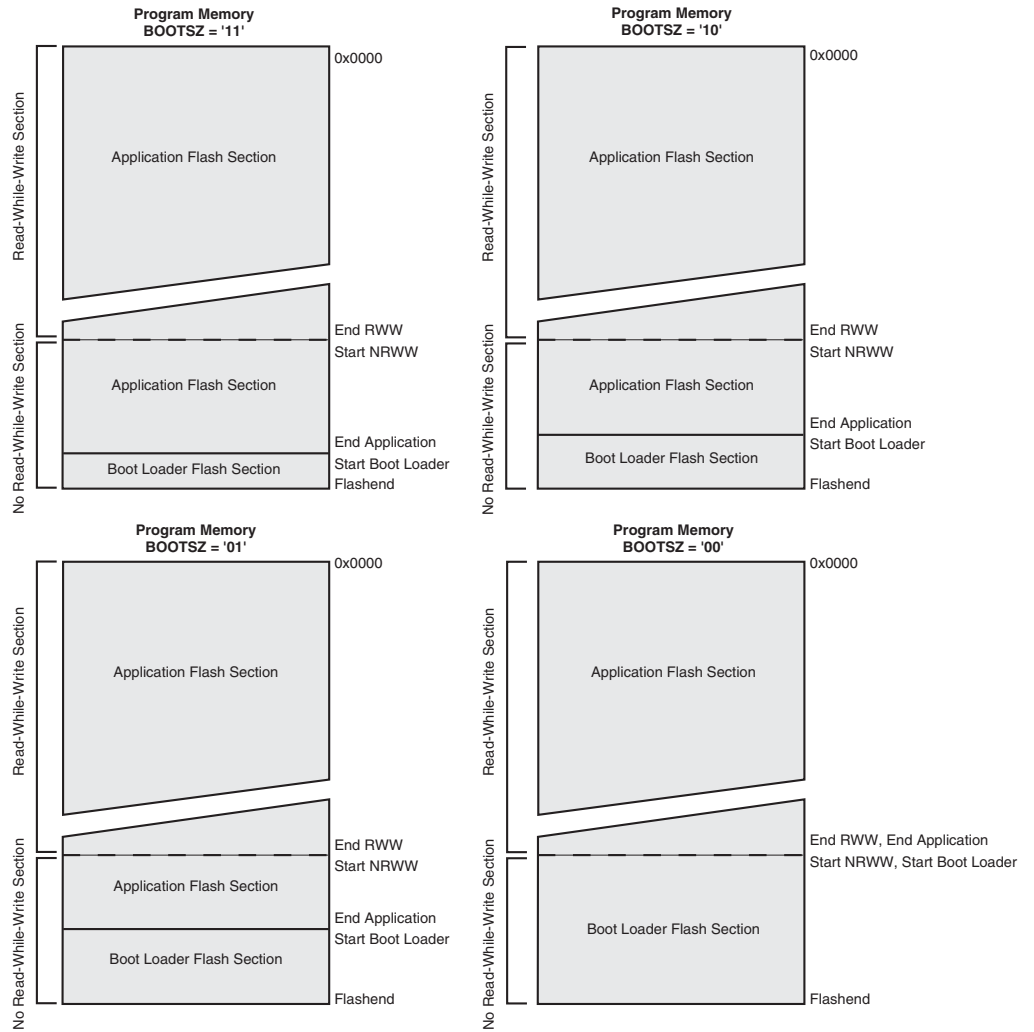 Program Memory
BOOTSZ = '11'
0x0000
Read-While-Write Section
Application Flash Section
End RWW
Start NRWW
No Read-While-Write Section
Application Flash Section
End Application
Start Boot Loader
Boot Loader Flash Section
Flashend
Program Memory
BOOTSZ = '10'
0x0000
Read-While-Write Section
Application Flash Section
End RWW
Start NRWW
No Read-While-Write Section
Application Flash Section
End Application
Start Boot Loader
Boot Loader Flash Section
Flashend
Program Memory
BOOTSZ = '01'
0x0000
Read-While-Write Section
Application Flash Section
End RWW
Start NRWW
No Read-While-Write Section
Application Flash Section
End Application
Start Boot Loader
Boot Loader Flash Section
Flashend
Program Memory
BOOTSZ = '00'
0x0000
Read-While-Write Section
Application Flash Section
End RWW, End Application
Start NRWW, Start Boot Loader
No Read-While-Write Section
Boot Loader Flash Section
Flashend